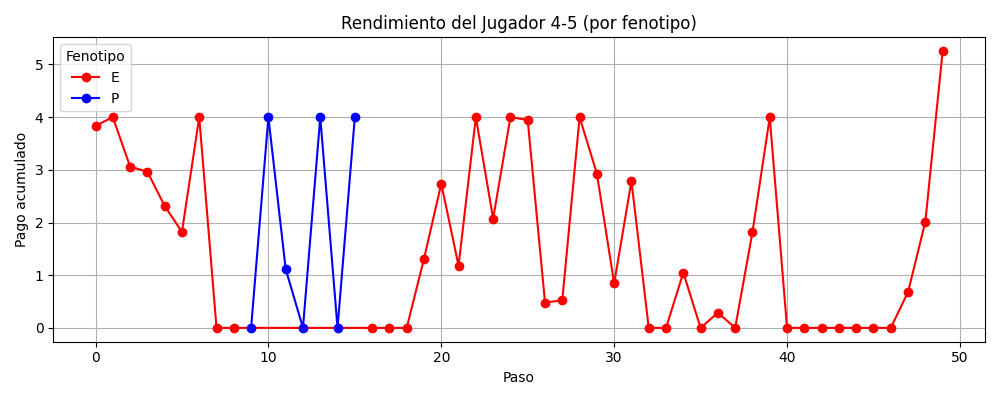 Rendimiento del Jugador 4-5 (por fenotipo)
Fenotipo
E
P
Pago acumulado
5
4
3
2
1
0
0 10 20 30 40 50
Paso